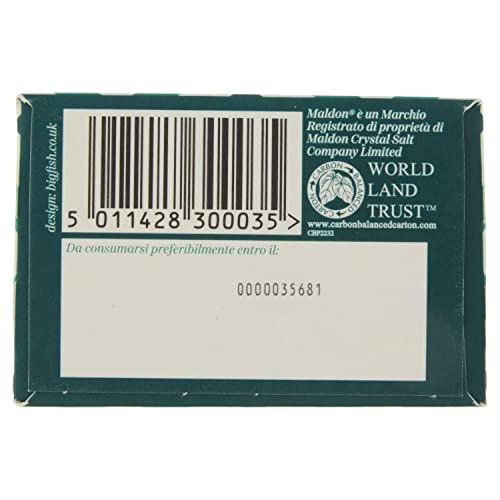 design: bigfish.co.uk
5 011428 300035 >
Maldon® è un Marchio
Registrato di proprietà di
Maldon Crystal Salt
Company Limited
CARBON BALANCED
CARTON
WORLD
LAND
TRUST™
www.carbonbalancedcarton.com
CBP2232
Da consumarsi preferibilmente entro il:
0000035681